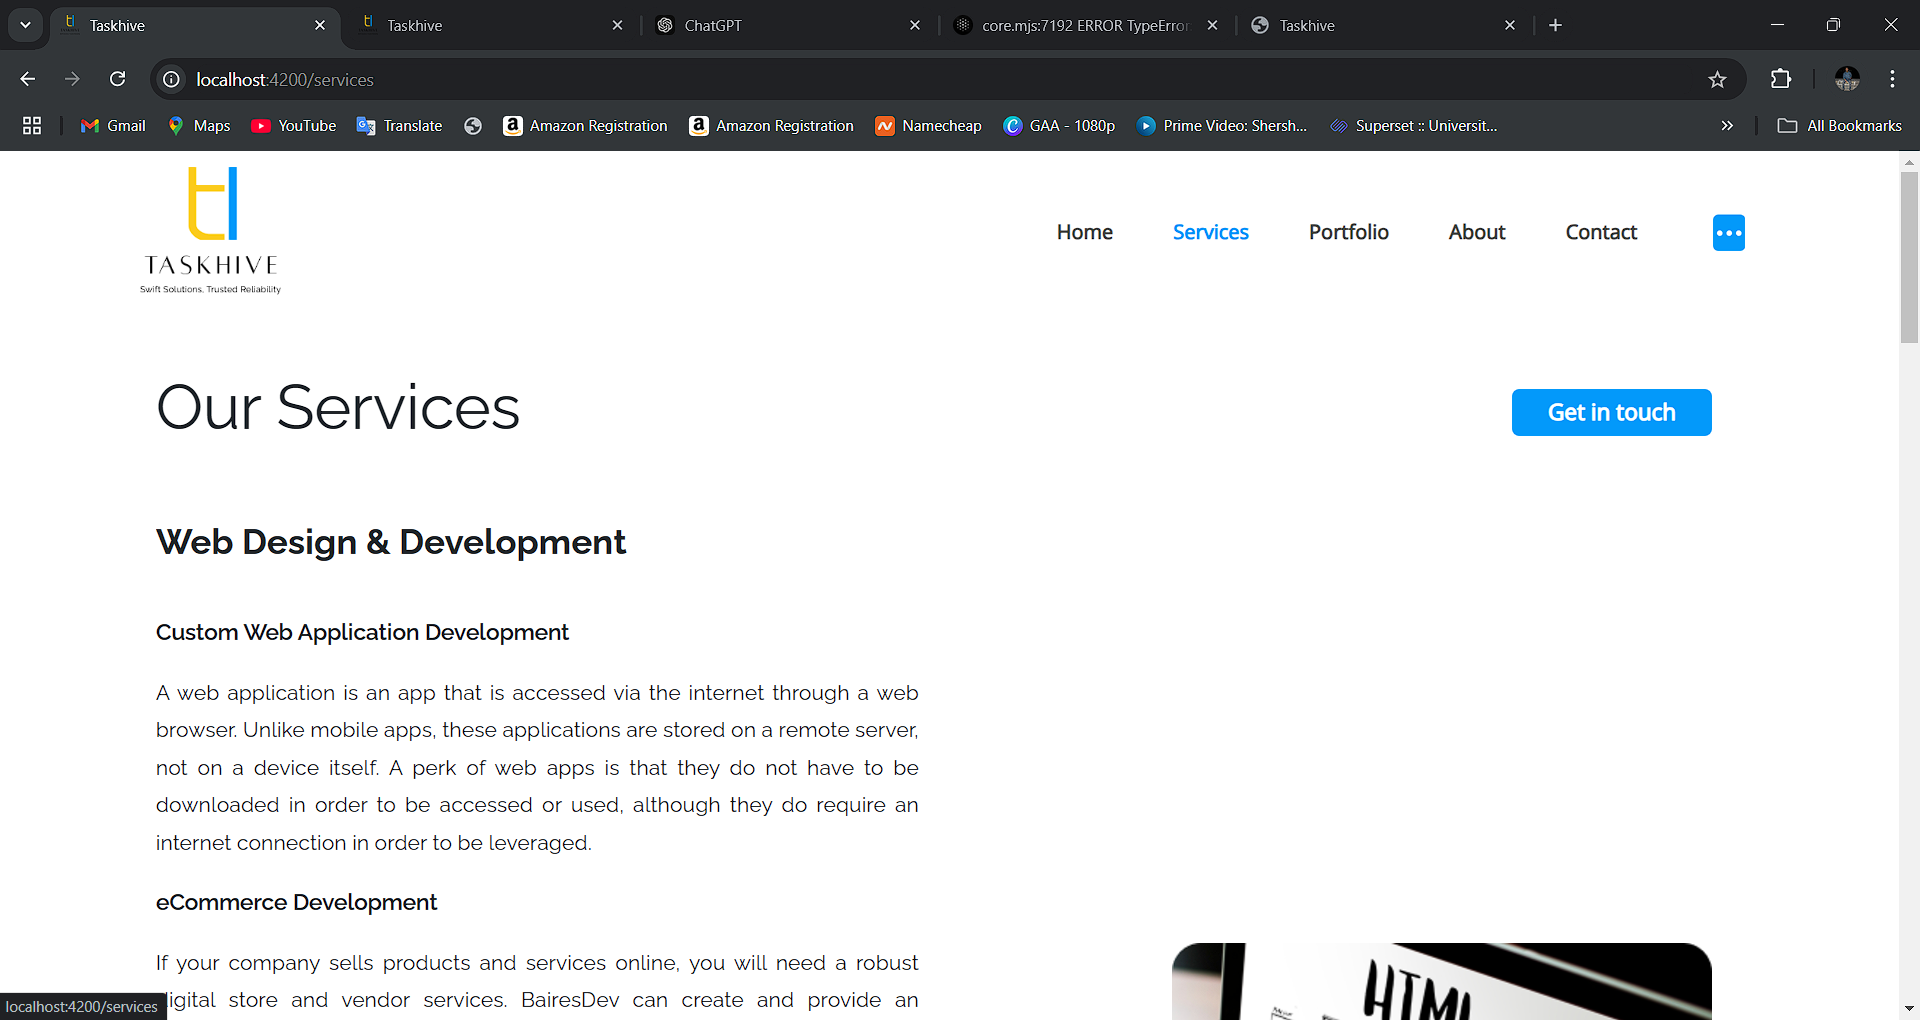 Taskhive
Taskhive
ChatGPT
core.mjs:7192 ERROR TypeError
Taskhive
localhost:4200/services
Gmail
Maps
YouTube
Translate
Amazon Registration
Amazon Registration
Namecheap
GAA - 1080p
Prime Video: Shersh...
Superset :: Universit...
All Bookmarks
TASKHIVE
Swift Solutions, Trusted Reliability
Home
Services
Portfolio
About
Contact
Our Services
Get in touch
Web Design & Development
Custom Web Application Development
A web application is an app that is accessed via the internet through a web
browser. Unlike mobile apps, these applications are stored on a remote server,
not on a device itself. A perk of web apps is that they do not have to be
downloaded in order to be accessed or used, although they do require an
internet connection in order to be leveraged.
eCommerce Development
If your company sells products and services online, you will need a robust
digital store and vendor services. BairesDev can create and provide an
HTML
localhost:4200/services